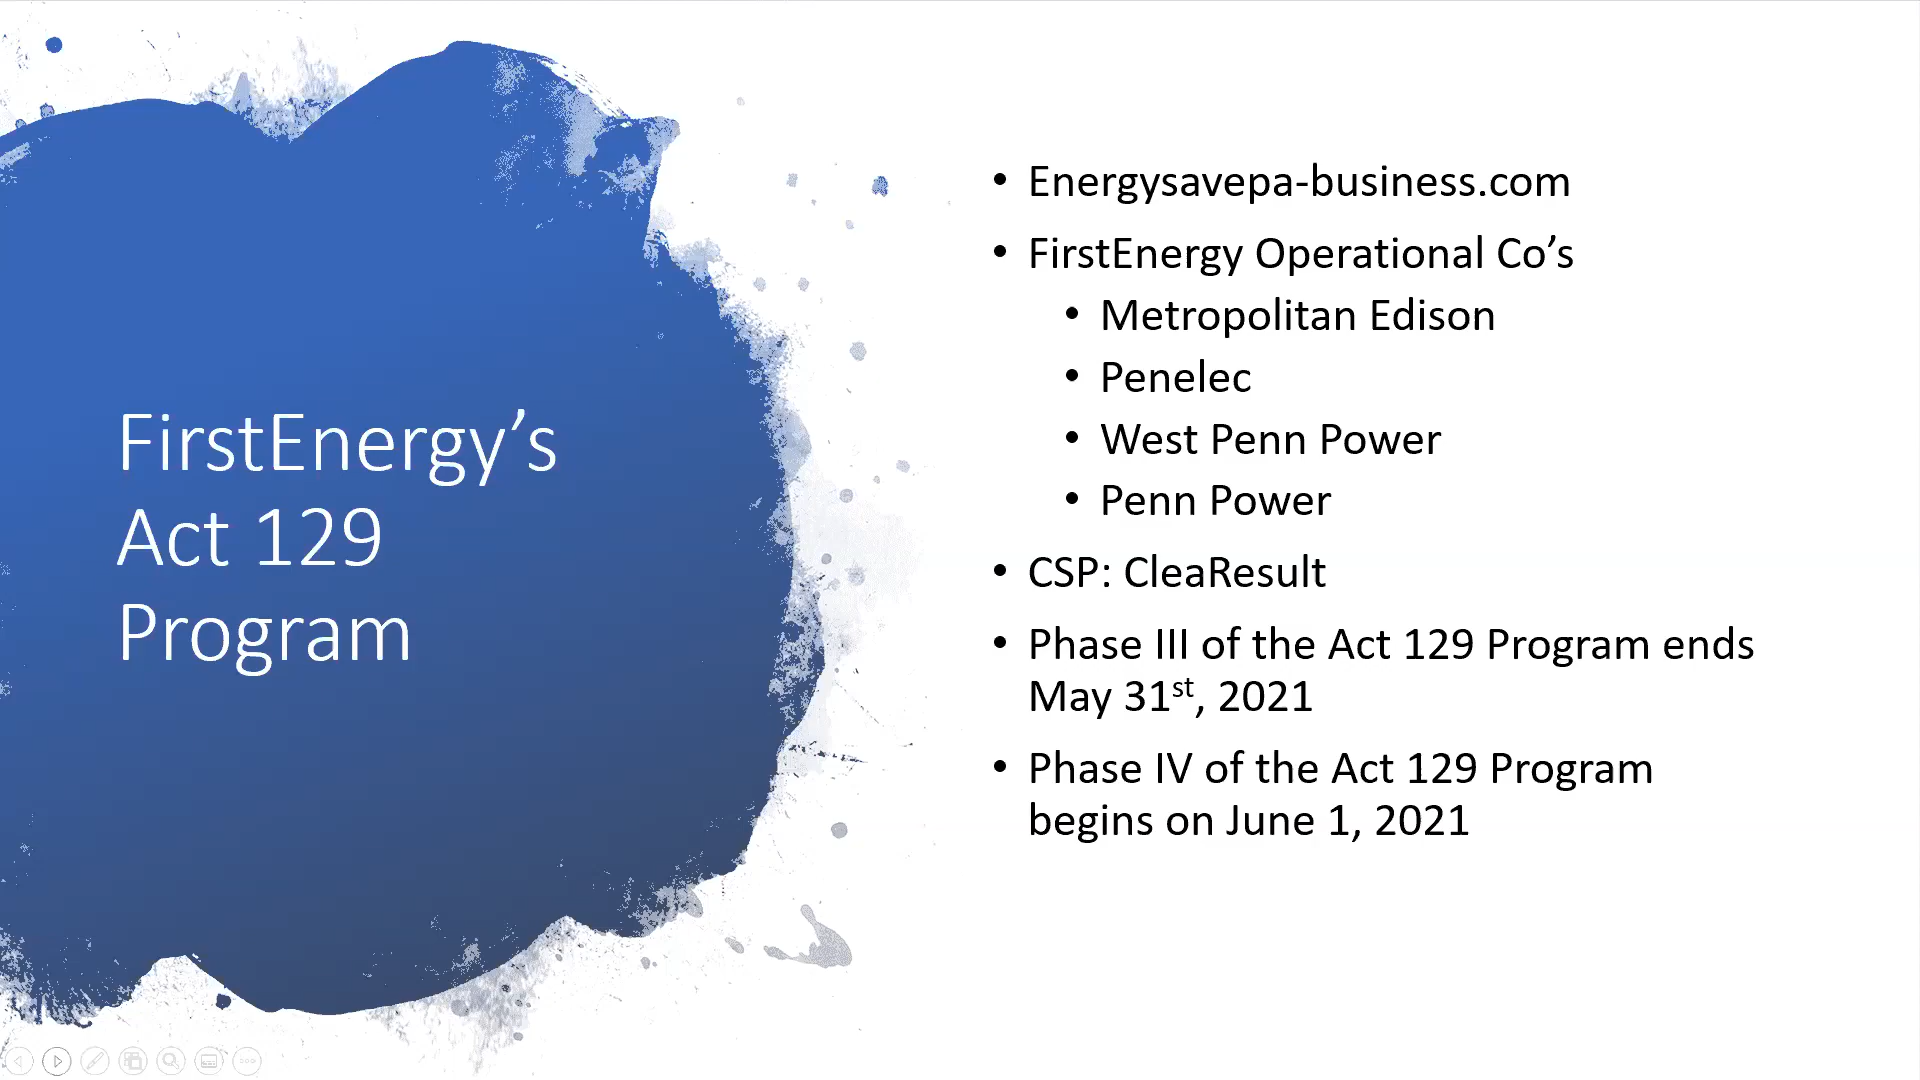 FirstEnergy’s
Act 129
Program
• Energysavepa-business.com
• FirstEnergy Operational Co’s
• Metropolitan Edison
• Penelec
• West Penn Power
• Penn Power
• CSP: CleaResult
• Phase III of the Act 129 Program ends
May 31st, 2021
• Phase IV of the Act 129 Program
begins on June 1, 2021